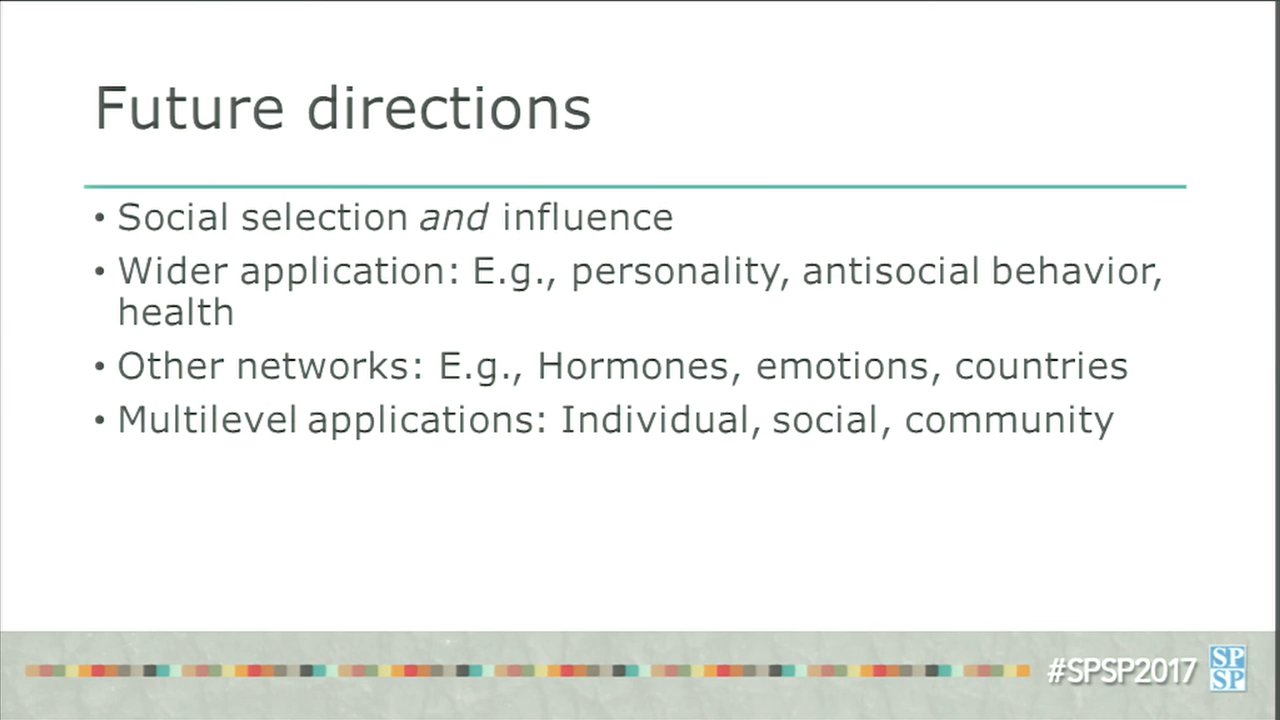 Future directions
• Social selection and influence
• Wider application: E.g., personality, antisocial behavior,
health
• Other networks: E.g., Hormones, emotions, countries
• Multilevel applications: Individual, social, community
#SPSP2017
SP
SP